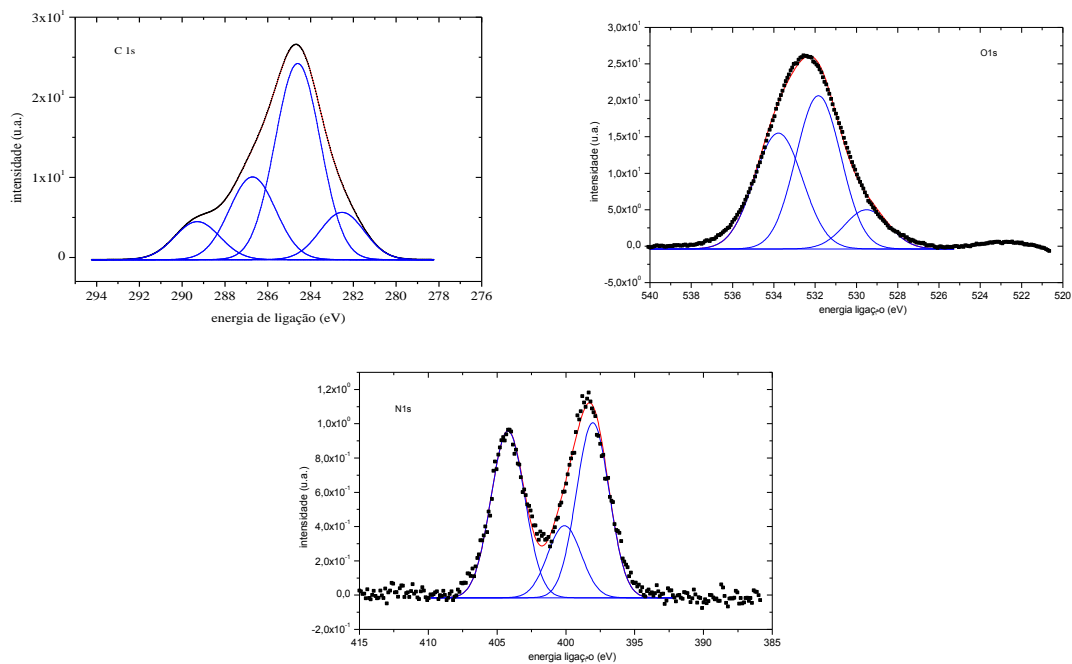 3x10¹
2x10¹
1x10¹
0
C 1s
intensidade (u.a.)
294 292 290 288 286 284 282 280 278 276
energia de ligação (eV)
3,0x10¹
2,5x10¹
2,0x10¹
1,5x10¹
1,0x10¹
5,0x10⁰
0,0
-5,0x10⁰
O1s
intensidade (u.a.)
540 538 536 534 532 530 528 526 524 522 520
energia ligaç-o (eV)
1,2x10⁰
1,0x10⁰
8,0x10⁻¹
6,0x10⁻¹
4,0x10⁻¹
2,0x10⁻¹
0,0
-2,0x10⁻¹
N1s
intensidade (u.a.)
415 410 405 400 395 390 385
energia ligaç-o (eV)